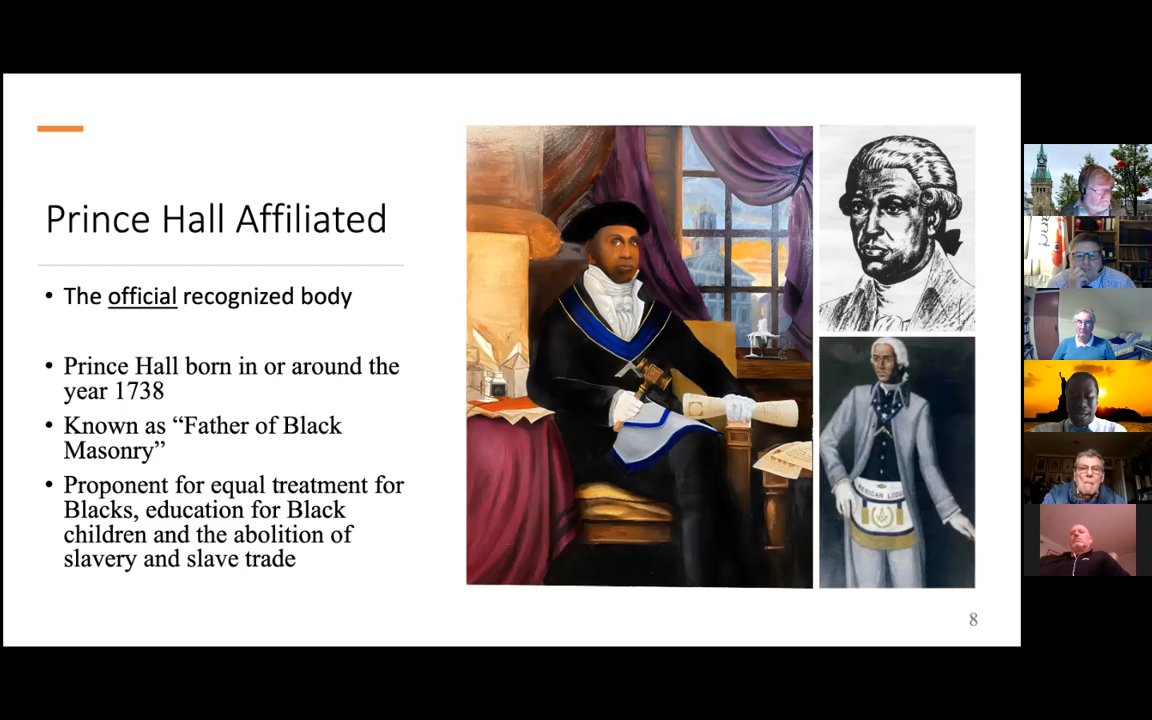 Prince Hall Affiliated
• The official recognized body
• Prince Hall born in or around the
year 1738
• Known as “Father of Black
Masonry”
• Proponent for equal treatment for
Blacks, education for Black
children and the abolition of
slavery and slave trade
8